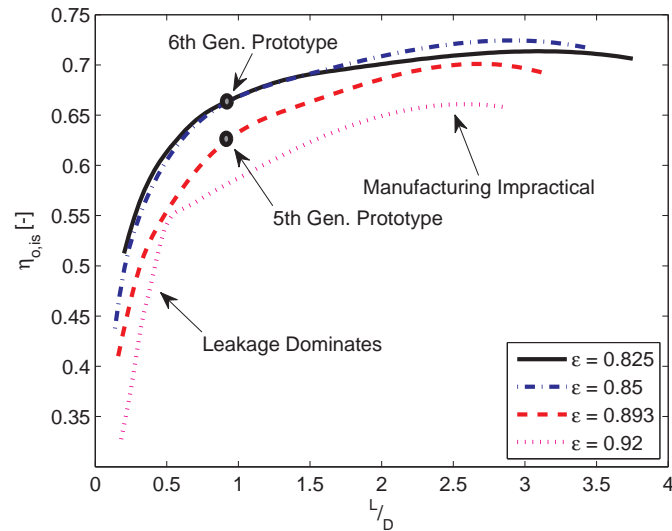 6th Gen. Prototype
5th Gen. Prototype
Manufacturing Impractical
Leakage Dominates
η_{o,is} [-]
0.75
0.7
0.65
0.6
0.55
0.5
0.45
0.4
0.35
0 0.5 1 1.5 2 2.5 3 3.5 4
L/D
ε = 0.825
ε = 0.85
ε = 0.893
ε = 0.92